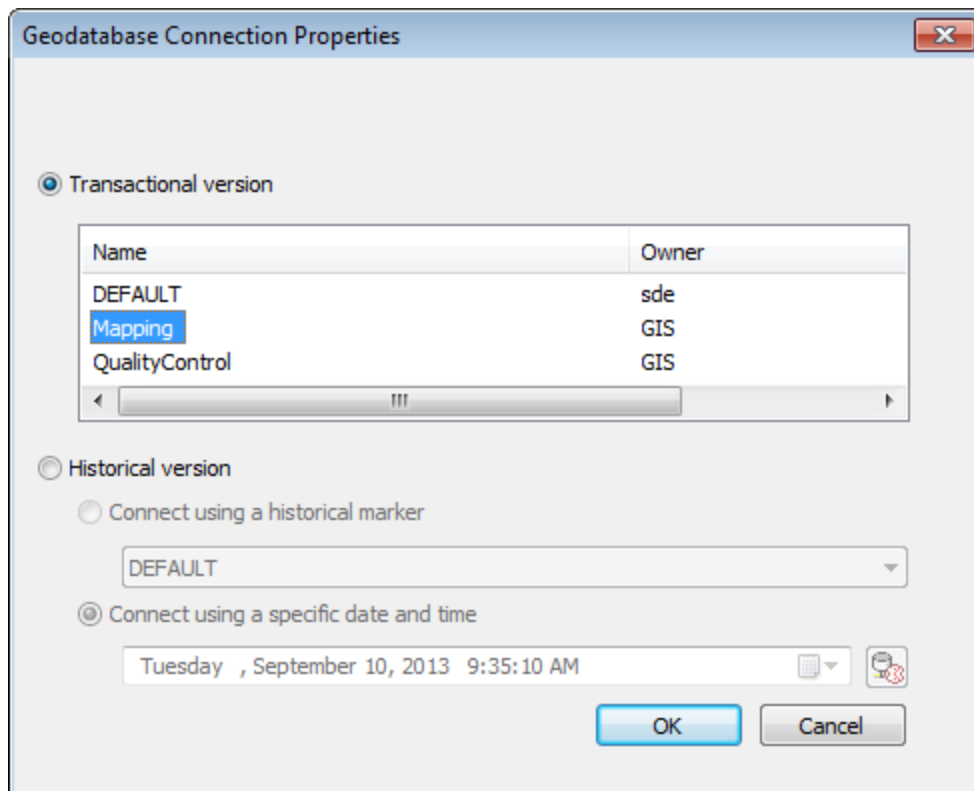 Geodatabase Connection Properties
Transactional version
Name Owner
DEFAULT sde
Mapping GIS
QualityControl GIS
Historical version
Connect using a historical marker
DEFAULT
Connect using a specific date and time
Tuesday , September 10, 2013 9:35:10 AM
OK Cancel